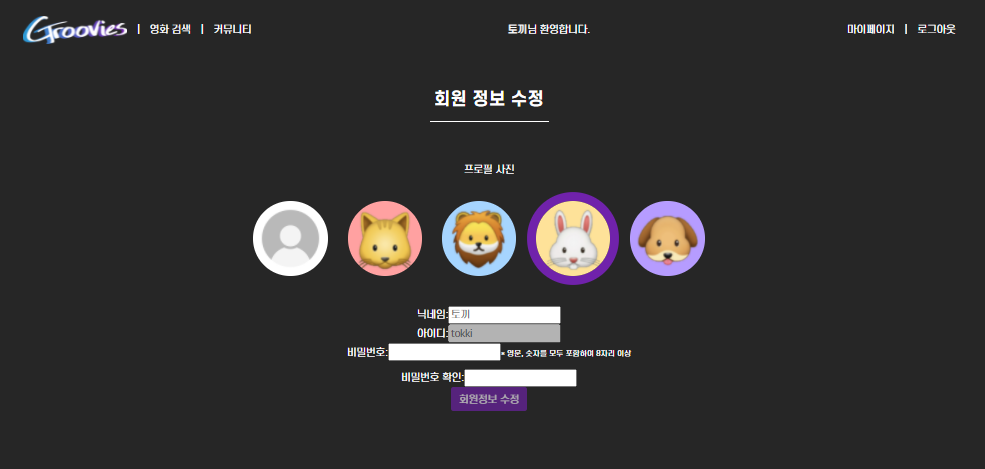 Groovies | 영화 검색 | 커뮤니티 토끼님 환영합니다. 마이페이지 | 로그아웃
회원 정보 수정
프로필 사진
닉네임: 토끼
아이디: tokki
비밀번호: * 영문, 숫자를 모두 포함하여 8자리 이상
비밀번호 확인:
회원정보 수정